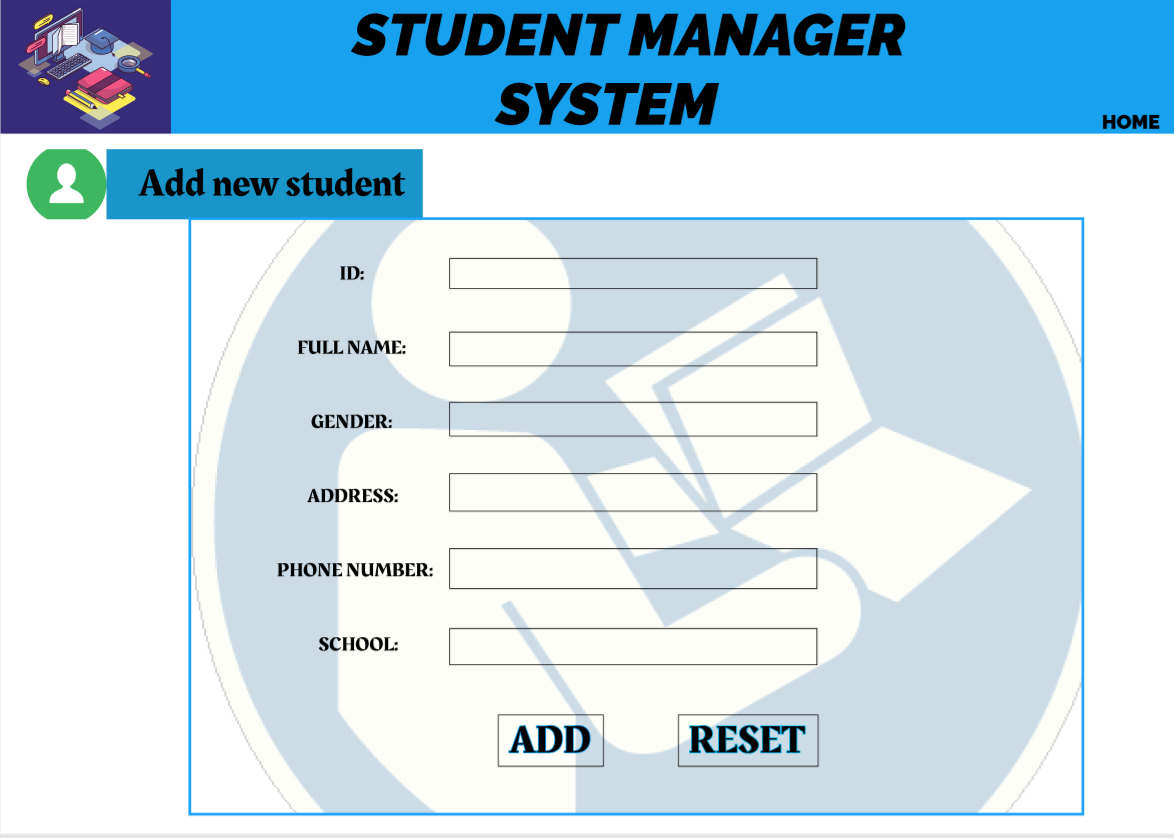 STUDENT MANAGER
SYSTEM
HOME
Add new student
ID:
FULL NAME:
GENDER:
ADDRESS:
PHONE NUMBER:
SCHOOL:
ADD
RESET